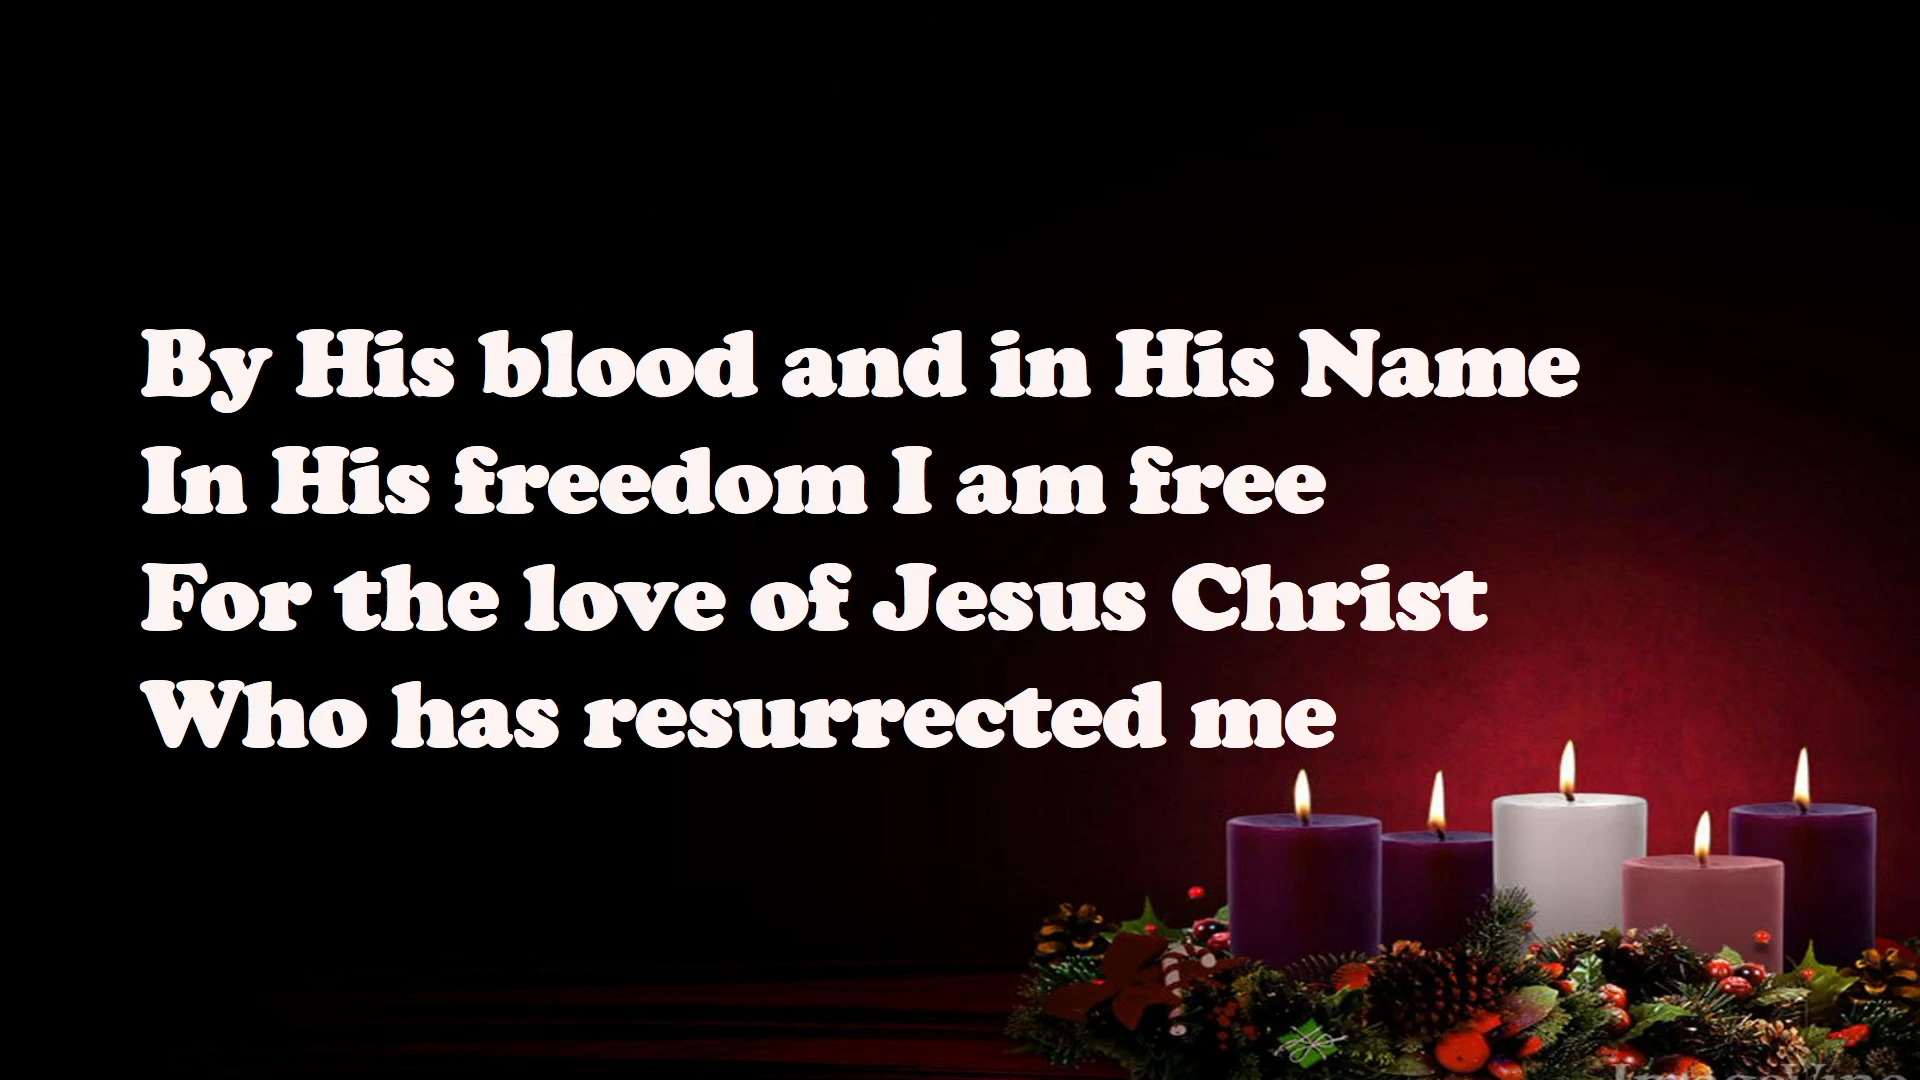 By His blood and in His Name
In His freedom I am free
For the love of Jesus Christ
Who has resurrected me